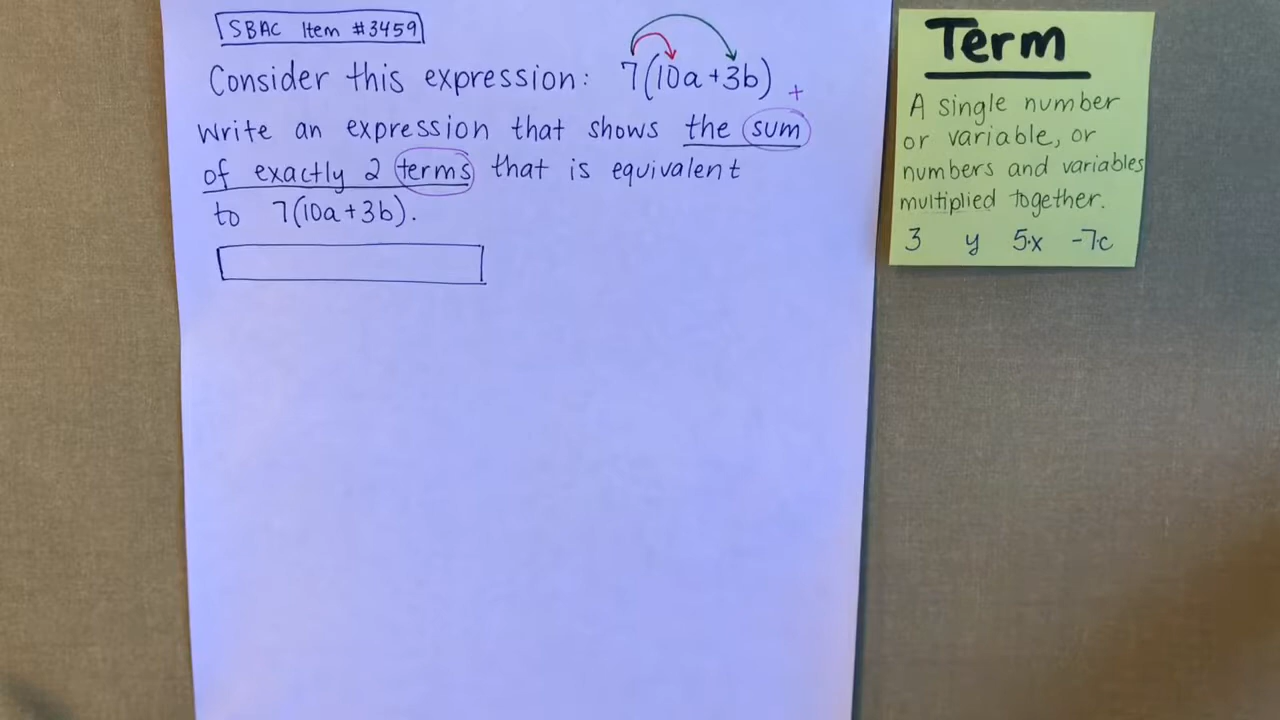 SBAC Item #3459
Consider this expression: 7(10a+3b)
+
Write an expression that shows the sum
of exactly 2 terms that is equivalent
to 7(10a+3b).
Term
A single number
or variable, or
numbers and variables
multiplied together.
3 y 5·x -7·c